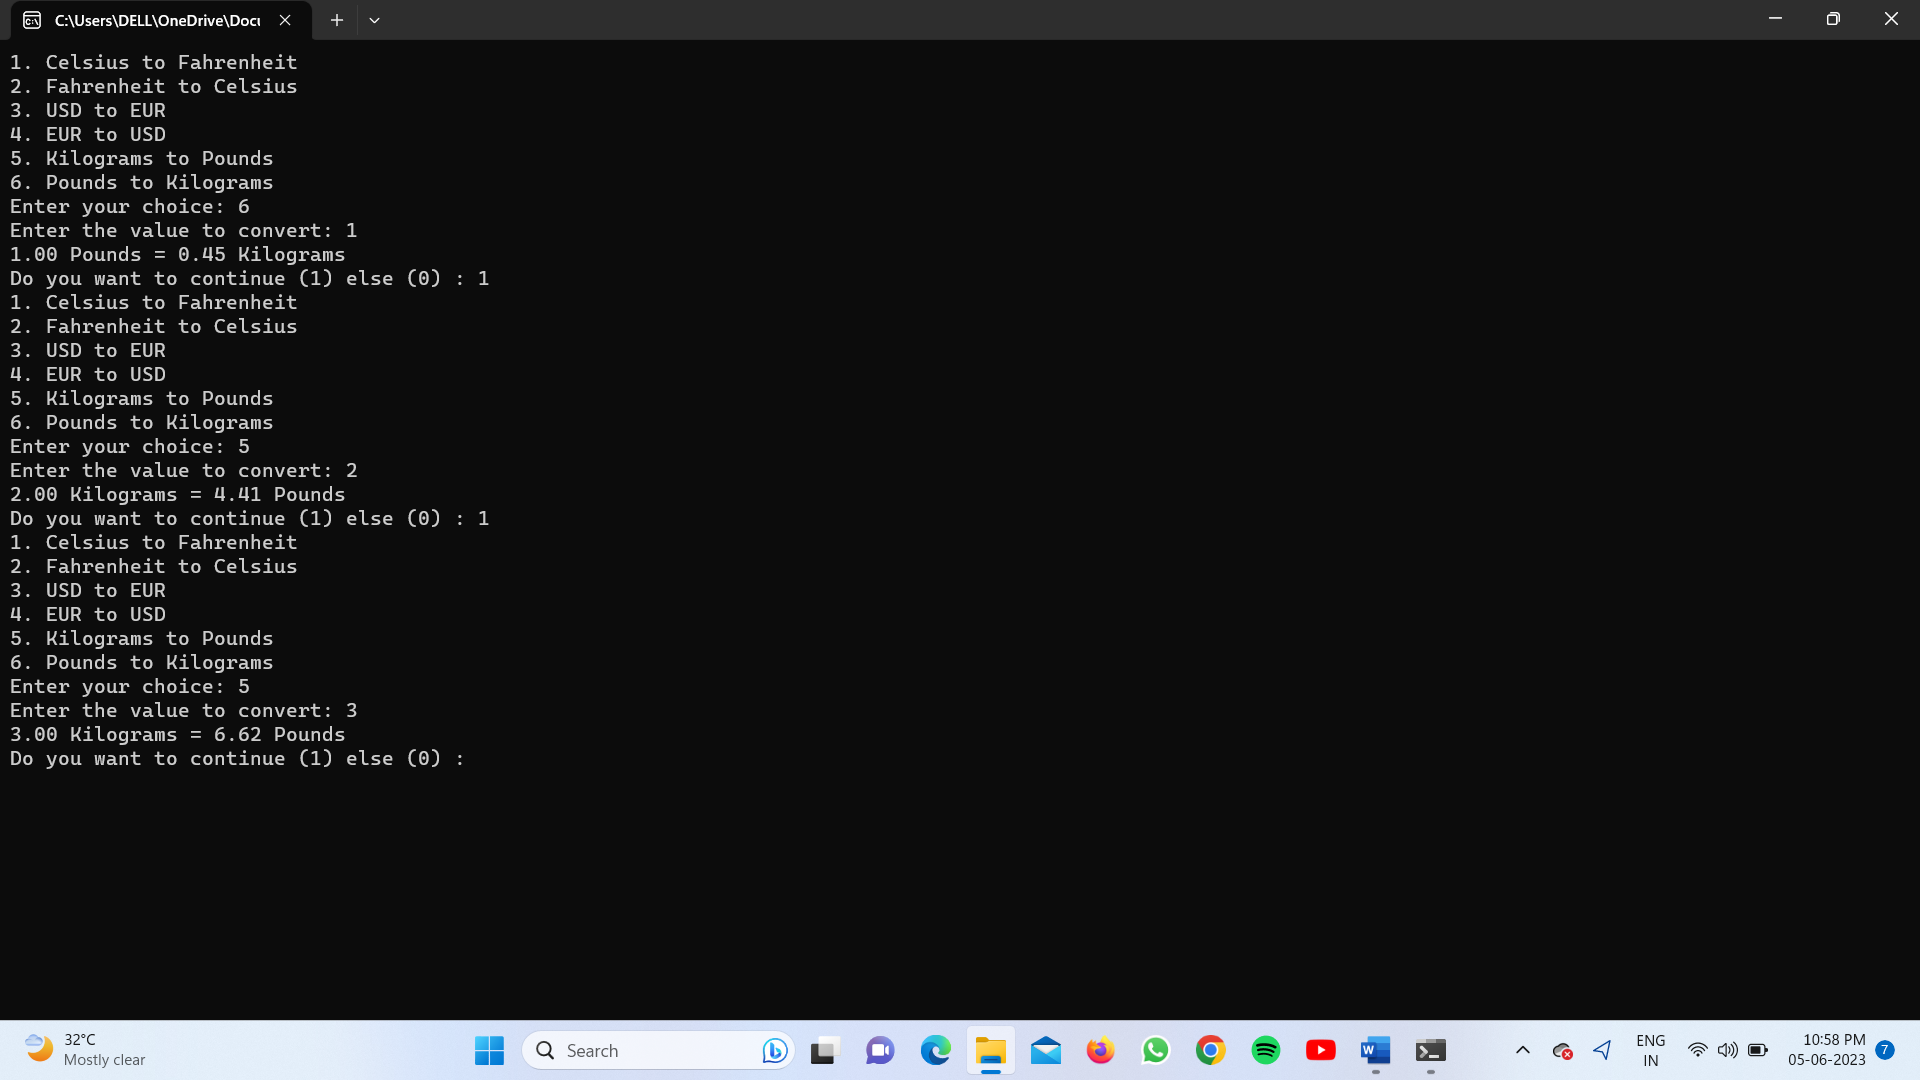 C:\Users\DELL\OneDrive\Docu
1. Celsius to Fahrenheit
2. Fahrenheit to Celsius
3. USD to EUR
4. EUR to USD
5. Kilograms to Pounds
6. Pounds to Kilograms
Enter your choice: 6
Enter the value to convert: 1
1.00 Pounds = 0.45 Kilograms
Do you want to continue (1) else (0) : 1
1. Celsius to Fahrenheit
2. Fahrenheit to Celsius
3. USD to EUR
4. EUR to USD
5. Kilograms to Pounds
6. Pounds to Kilograms
Enter your choice: 5
Enter the value to convert: 2
2.00 Kilograms = 4.41 Pounds
Do you want to continue (1) else (0) : 1
1. Celsius to Fahrenheit
2. Fahrenheit to Celsius
3. USD to EUR
4. EUR to USD
5. Kilograms to Pounds
6. Pounds to Kilograms
Enter your choice: 5
Enter the value to convert: 3
3.00 Kilograms = 6.62 Pounds
Do you want to continue (1) else (0) :
32°C
Mostly clear
Search
ENG
IN
10:58 PM
05-06-2023
7